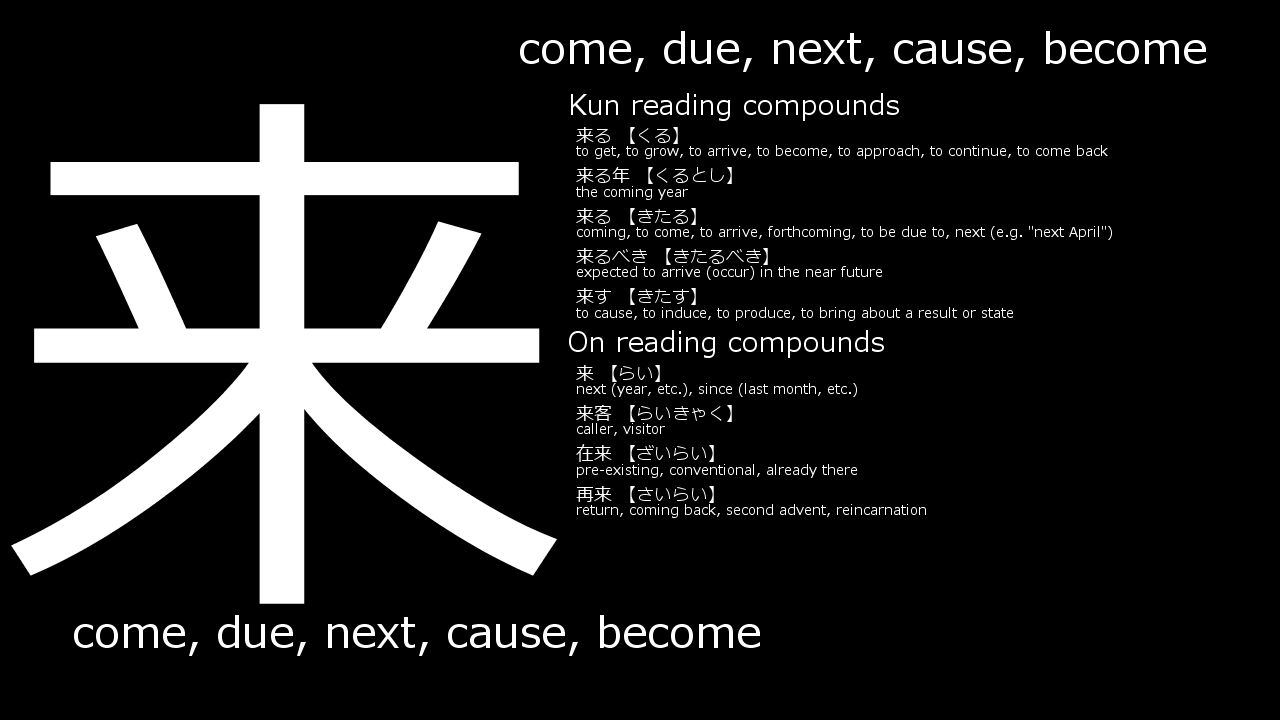 come, due, next, cause, become
来
Kun reading compounds
来る 【くる】
to get, to grow, to arrive, to become, to approach, to continue, to come back
来る年 【くるとし】
the coming year
来る 【きたる】
coming, to come, to arrive, forthcoming, to be due to, next (e.g. "next April")
来るべき 【きたるべき】
expected to arrive (occur) in the near future
来す 【きたす】
to cause, to induce, to produce, to bring about a result or state
On reading compounds
来 【らい】
next (year, etc.), since (last month, etc.)
来客 【らいきゃく】
caller, visitor
在来 【ざいらい】
pre-existing, conventional, already there
再来 【さいらい】
return, coming back, second advent, reincarnation
come, due, next, cause, become